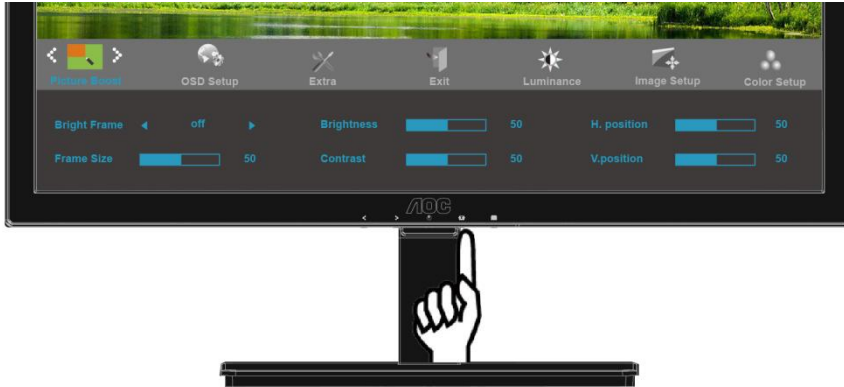 Picture Boost OSD Setup Extra Exit Luminance Image Setup Color Setup
Bright Frame off Brightness 50 H. position 50
Frame Size 50 Contrast 50 V.position 50
AOC